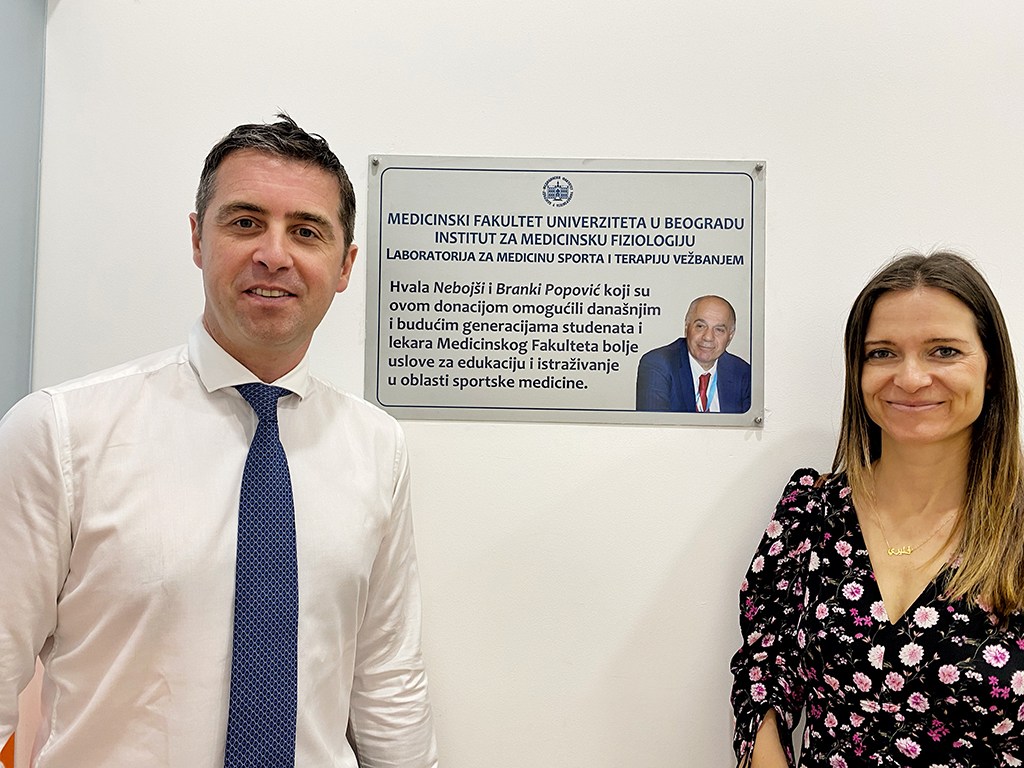 MEDICINSKI FAKULTET UNIVERZITETA U BEOGRADU
INSTITUT ZA MEDICINSKU FIZIOLOGIJU
LABORATORIJA ZA MEDICINU SPORTA I TERAPIJU VEŽBANJEM
Hvala Nebojši i Branki Popović koji su
ovom donacijom omogućili današnjim
i budućim generacijama studenata i
lekara Medicinskog Fakulteta bolje
uslove za edukaciju i istraživanje
u oblasti sportske medicine.